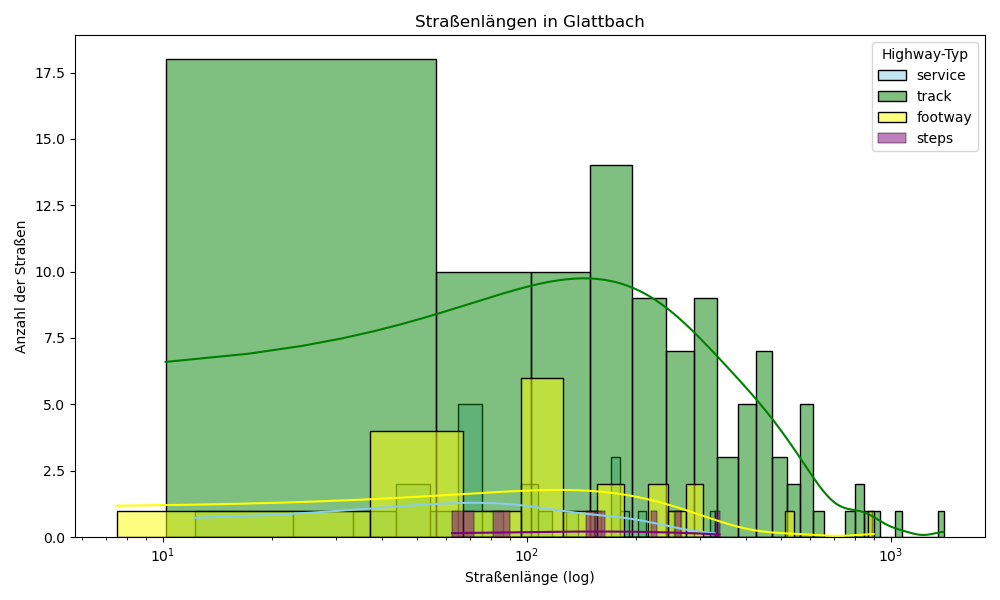 Straßenlängen in Glattbach
Highway-Typ
service
track
footway
steps
17.5
15.0
12.5
10.0
7.5
5.0
2.5
0.0
Anzahl der Straßen
10¹
10²
10³
Straßenlänge (log)